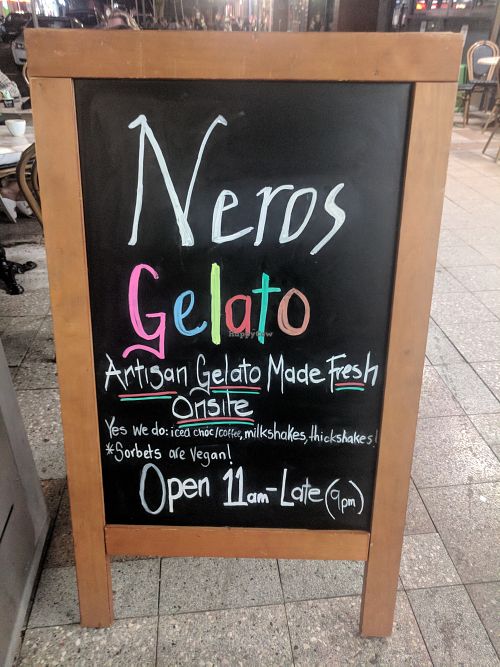 Neros
Gelato
Artisan Gelato Made Fresh
Onsite
Yes we do: iced choc/coffee, milkshakes, thickshakes!
*Sorbets are Vegan!
Open 11am-Late (9pm)
HappyCow